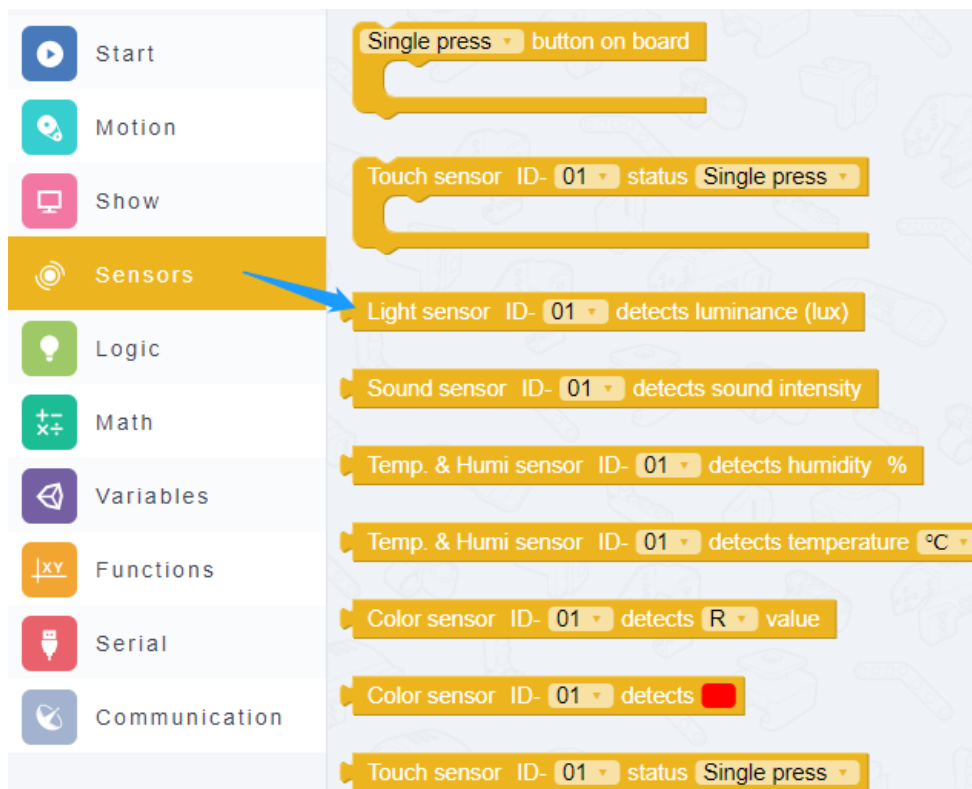 Start
Motion
Show
Sensors
Logic
Math
Variables
Functions
Serial
Communication
Single press button on board
Touch sensor ID- 01 status Single press
Light sensor ID- 01 detects luminance (lux)
Sound sensor ID- 01 detects sound intensity
Temp. & Humi sensor ID- 01 detects humidity %
Temp. & Humi sensor ID- 01 detects temperature °C
Color sensor ID- 01 detects R value
Color sensor ID- 01 detects
Touch sensor ID- 01 status Single press